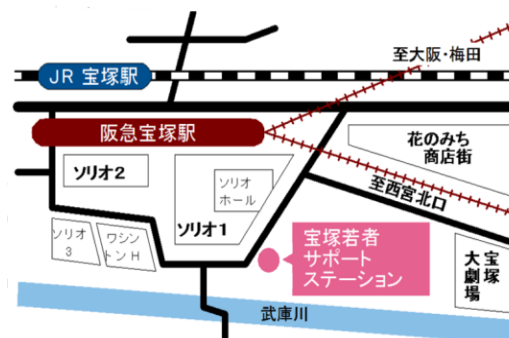 至大阪・梅田
JR 宝塚駅
阪急宝塚駅
花のみち
商店街
ソリオ2
ソリオ
ホール
至西宮北口
ソリオ1
ソリオ
3
ワシン
トンH
宝塚若者
サポート
ステーション
宝塚
大劇場
武庫川